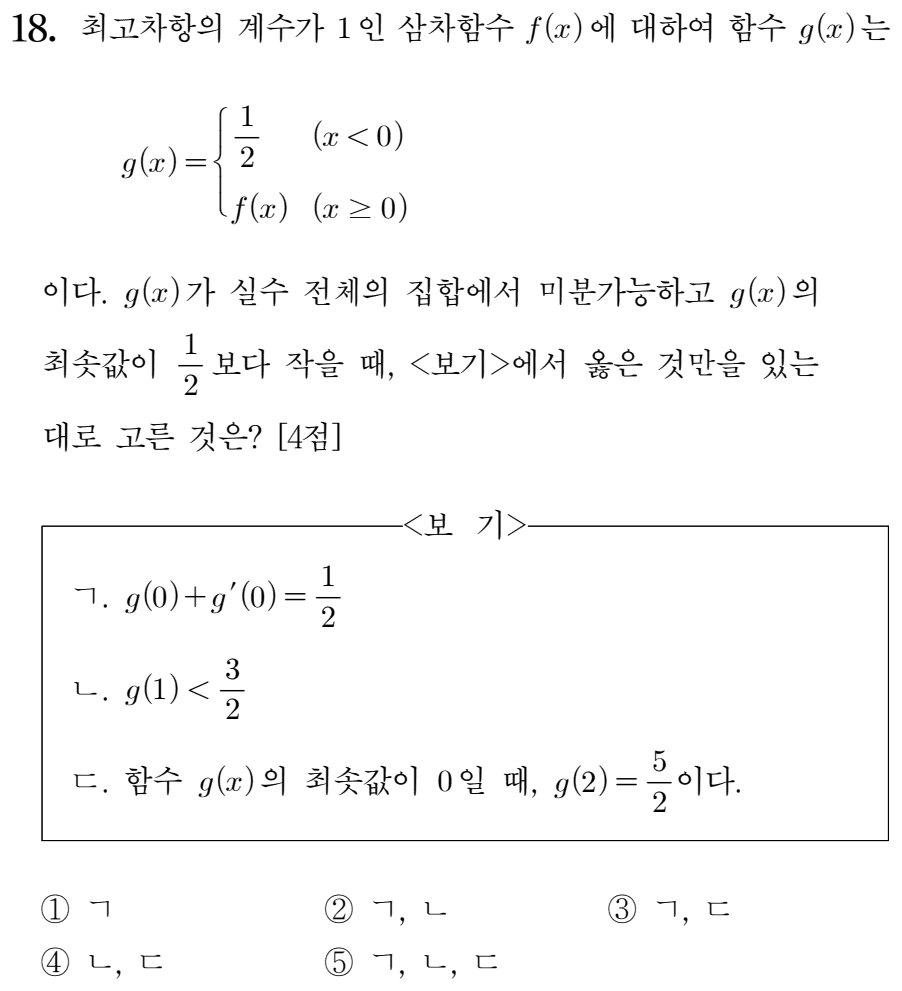 18. 최고차항의 계수가 1인 삼차함수 f(x)에 대하여 함수 g(x)는
g(x) = { 1/2 (x < 0)
f(x) (x ≥ 0)
이다. g(x)가 실수 전체의 집합에서 미분가능하고 g(x)의
최솟값이 1/2 보다 작을 때, <보기>에서 옳은 것만을 있는
대로 고른 것은? [4점]
<보 기>
ㄱ. g(0)+g′(0) = 1/2
ㄴ. g(1) < 3/2
ㄷ. 함수 g(x)의 최솟값이 0일 때, g(2) = 5/2이다.
① ㄱ ② ㄱ, ㄴ ③ ㄱ, ㄷ
④ ㄴ, ㄷ ⑤ ㄱ, ㄴ, ㄷ